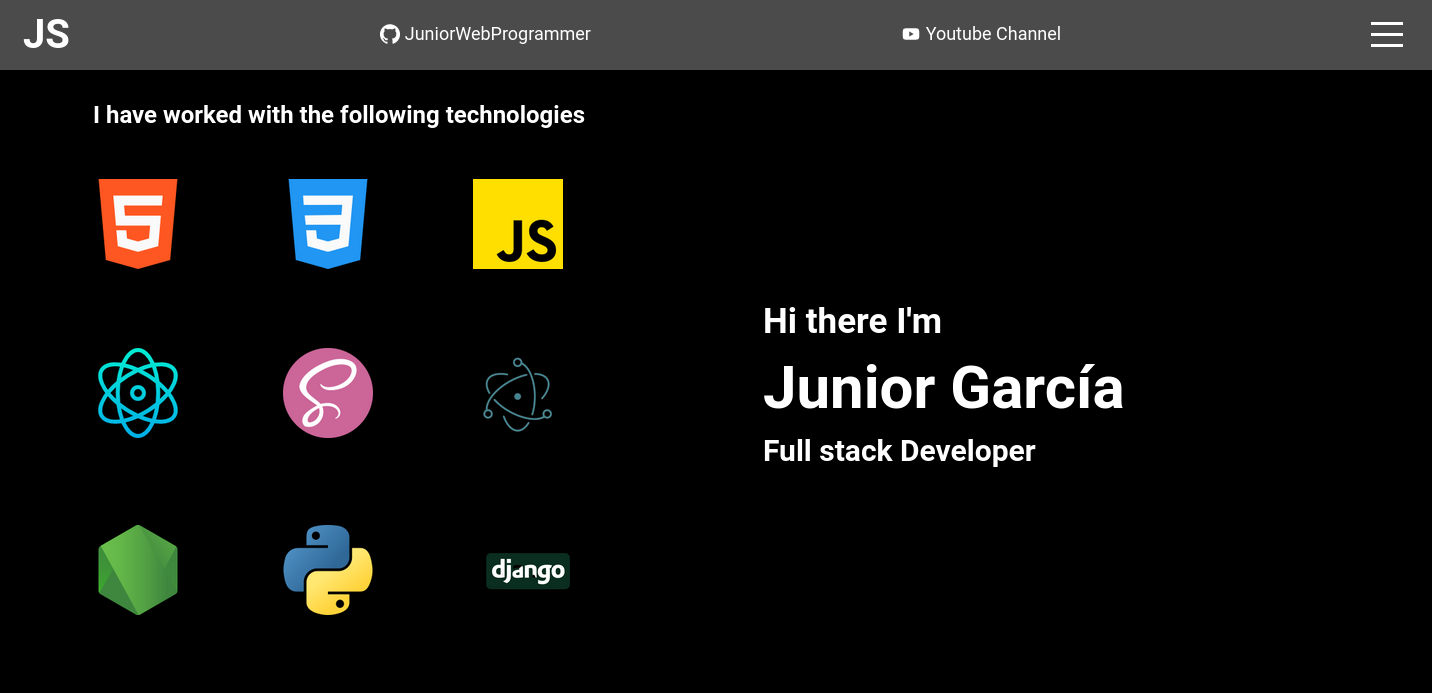 JS
JuniorWebProgrammer
Youtube Channel
I have worked with the following technologies
JS
django
Hi there I'm
Junior García
Full stack Developer